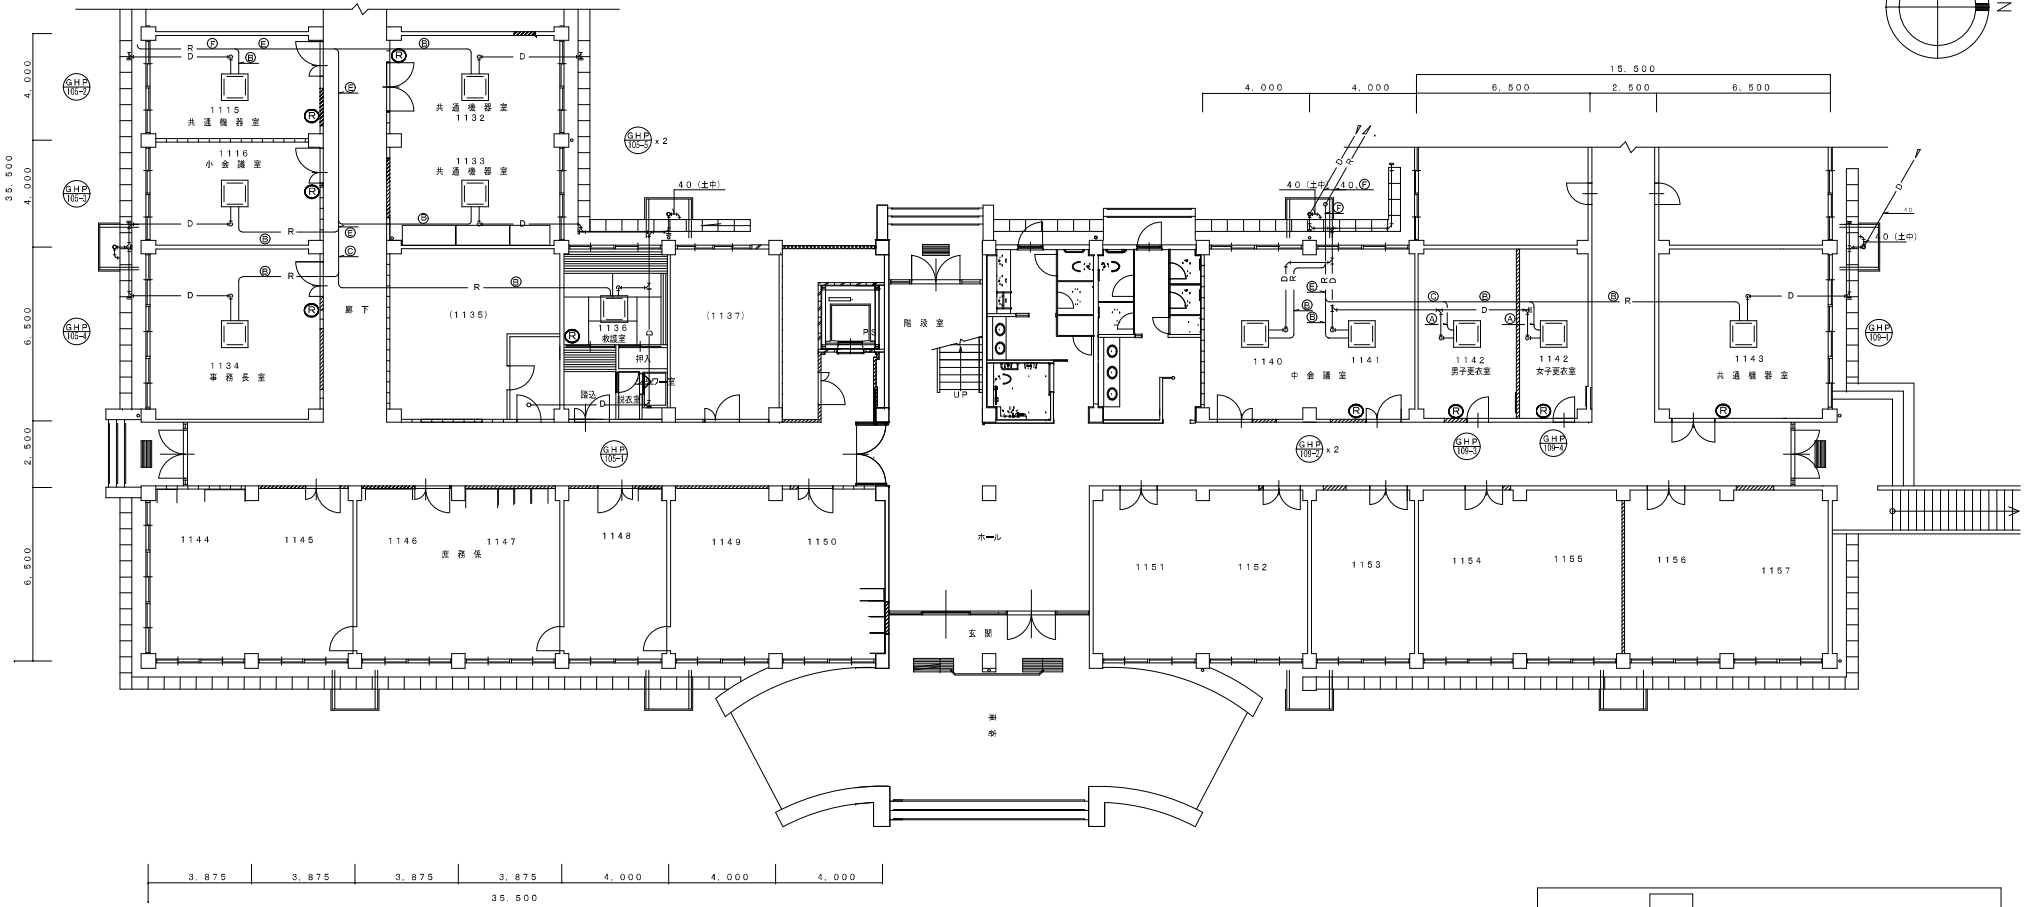 N
GHP
105-2
GHP
105-3
GHP
105-4
GHP
105-5
x 2
GHP
105-1
GHP
109-1
GHP
109-2
x 2
GHP
109-3
GHP
109-4
4,000
4,000
35.500
6,500
2,500
6,500
15.500
4,000
4,000
6,500
2,500
6,500
R
F
E
D
B
1115
共通機器室
R
B
D
R
E
共通機器室
1132
1116
小会議室
R
D
R
B
E
C
1133
共通機器室
B
D
B
R
D
R
1134
事務長室
廊下
(1135)
R
B
R
1136
救護室
D
押入
踏込
脱衣室
D
(1137)
PS
階段室
UP
40(土中)
40(土中)
40.
F
F
D
R
D
R
R
D
E
B
B
1140
1141
中会議室
R
C
B
D
A
A
1142
男子更衣室
R
1142
女子更衣室
R
B
R
D
1143
共通機器室
R
D
40(土中)
1144
1145
1146
1147
庶務係
1148
1149
1150
ホール
玄関
1151
1152
1153
1154
1155
1156
1157
3,875
3,875
3,875
3,875
4,000
4,000
4,000
35.500